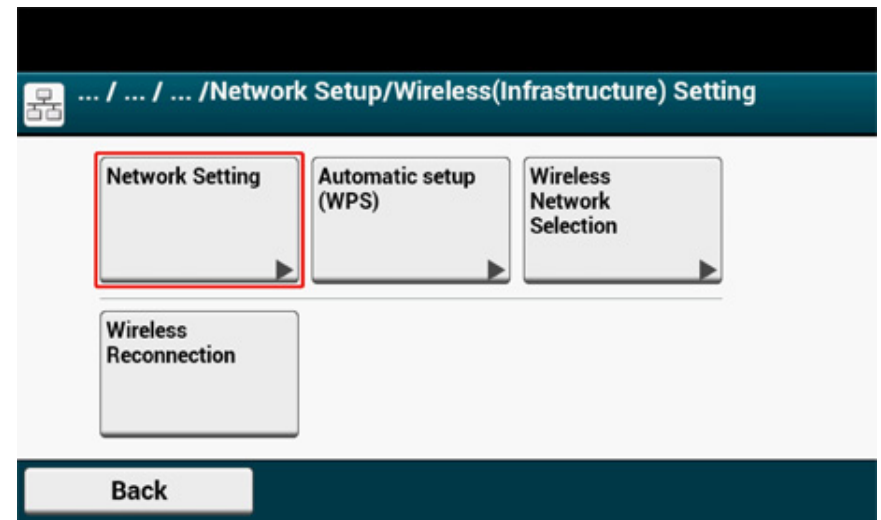 ... / ... / ... /Network Setup/Wireless(Infrastructure) Setting
Network Setting
Automatic setup
(WPS)
Wireless
Network
Selection
Wireless
Reconnection
Back